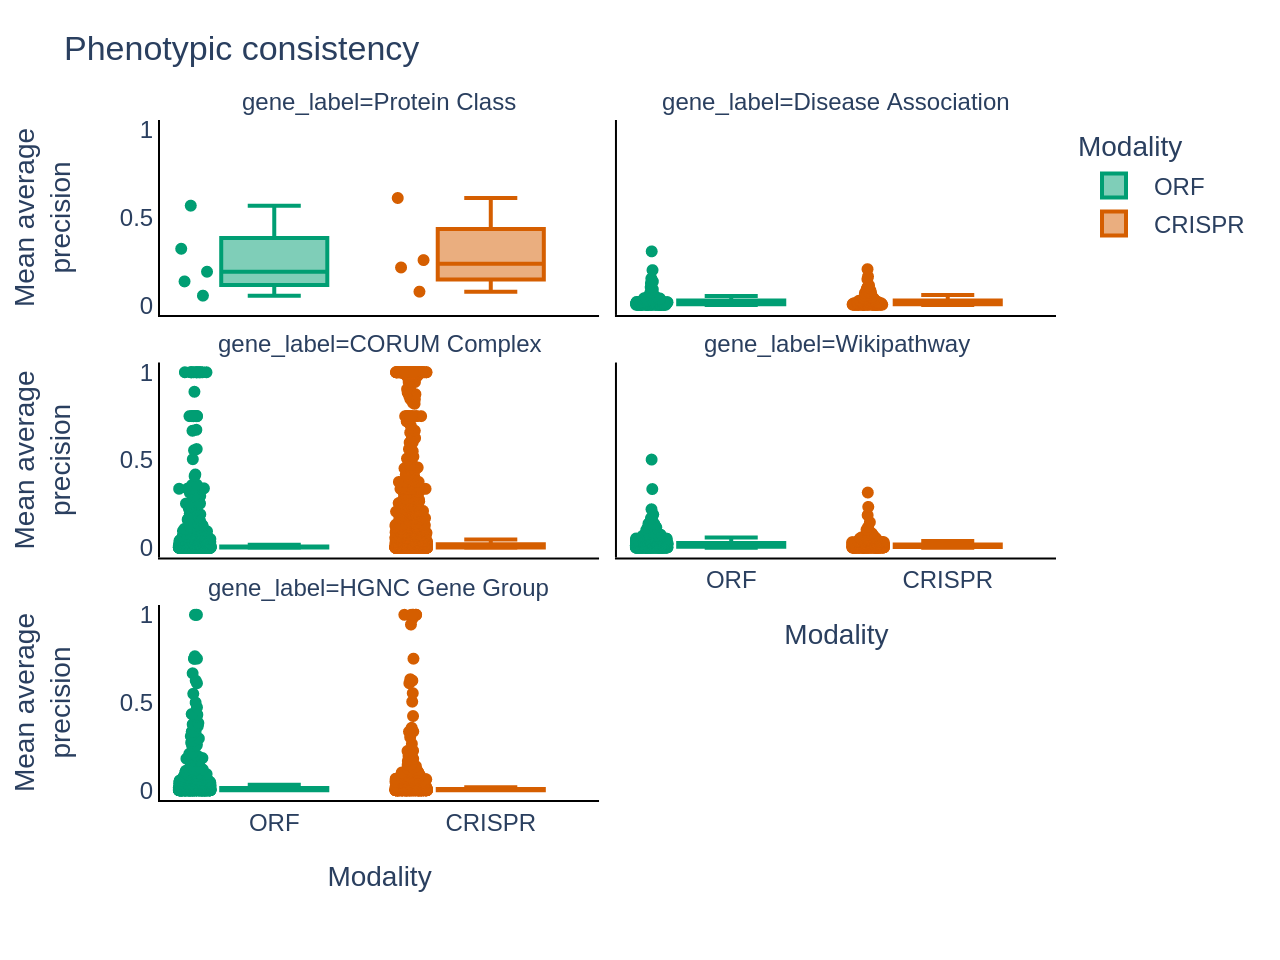 Phenotypic consistency
gene_label=Protein Class
gene_label=Disease Association
Mean average
precision
1
0.5
0
Modality
ORF
CRISPR
gene_label=CORUM Complex
gene_label=Wikipathway
Mean average
precision
1
0.5
0
ORF
CRISPR
Modality
gene_label=HGNC Gene Group
Mean average
precision
1
0.5
0
ORF
CRISPR
Modality